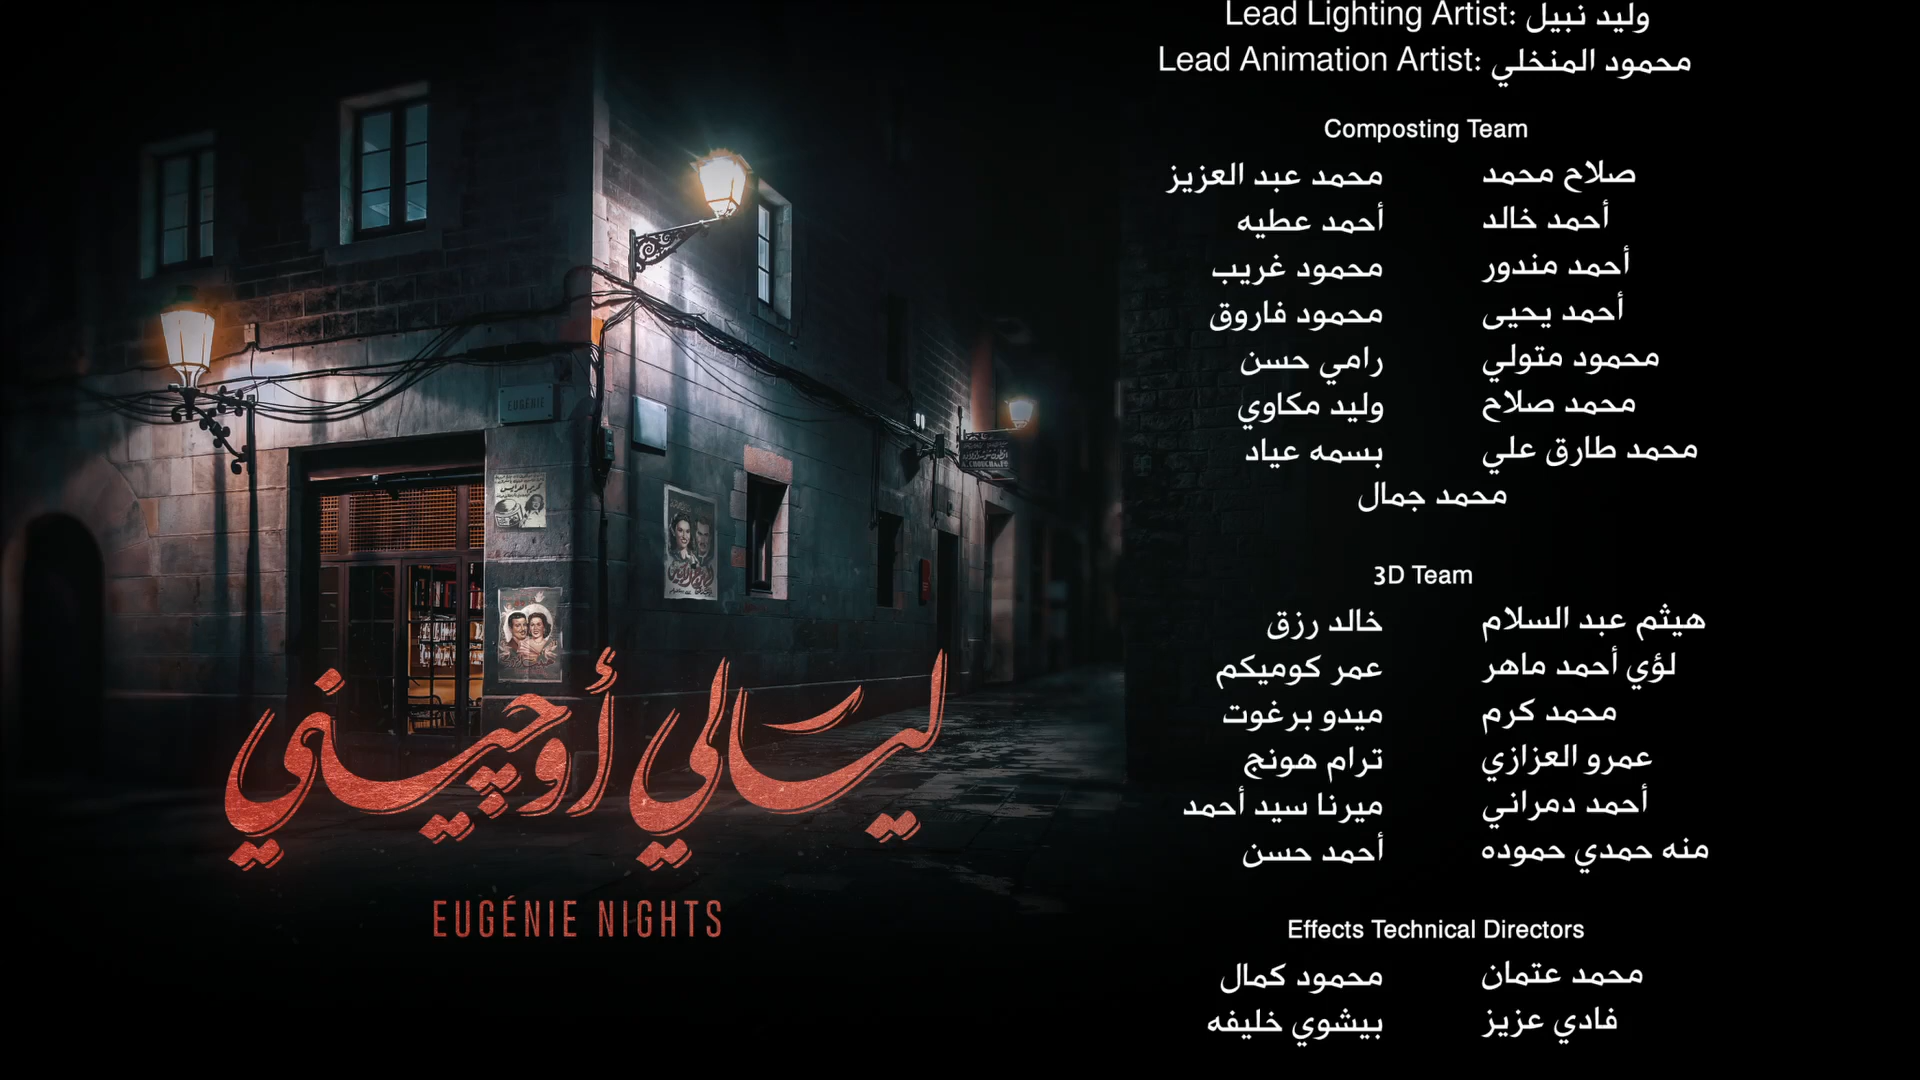 Lead Lighting Artist: وليد نبيل
Lead Animation Artist: محمود المنخلي
Composting Team
صلاح محمد محمد عبد العزيز
أحمد خالد أحمد عطيه
أحمد مندور محمود غريب
أحمد يحيى محمود فاروق
محمود متولي رامي حسن
محمد صلاح وليد مكاوي
محمد طارق علي بسمه عياد
محمد جمال
3D Team
هيثم عبد السلام خالد رزق
لؤي أحمد ماهر عمر كوميكم
محمد كرم ميدو برغوت
عمرو العزازي ترام هونج
أحمد دمراني ميرنا سيد أحمد
منه حمدي حموده أحمد حسن
Effects Technical Directors
محمد عتمان محمود كمال
فادي عزيز بيشوي خليفه
EUGÉNIE
ليالي أوچيني
EUGÉNIE NIGHTS